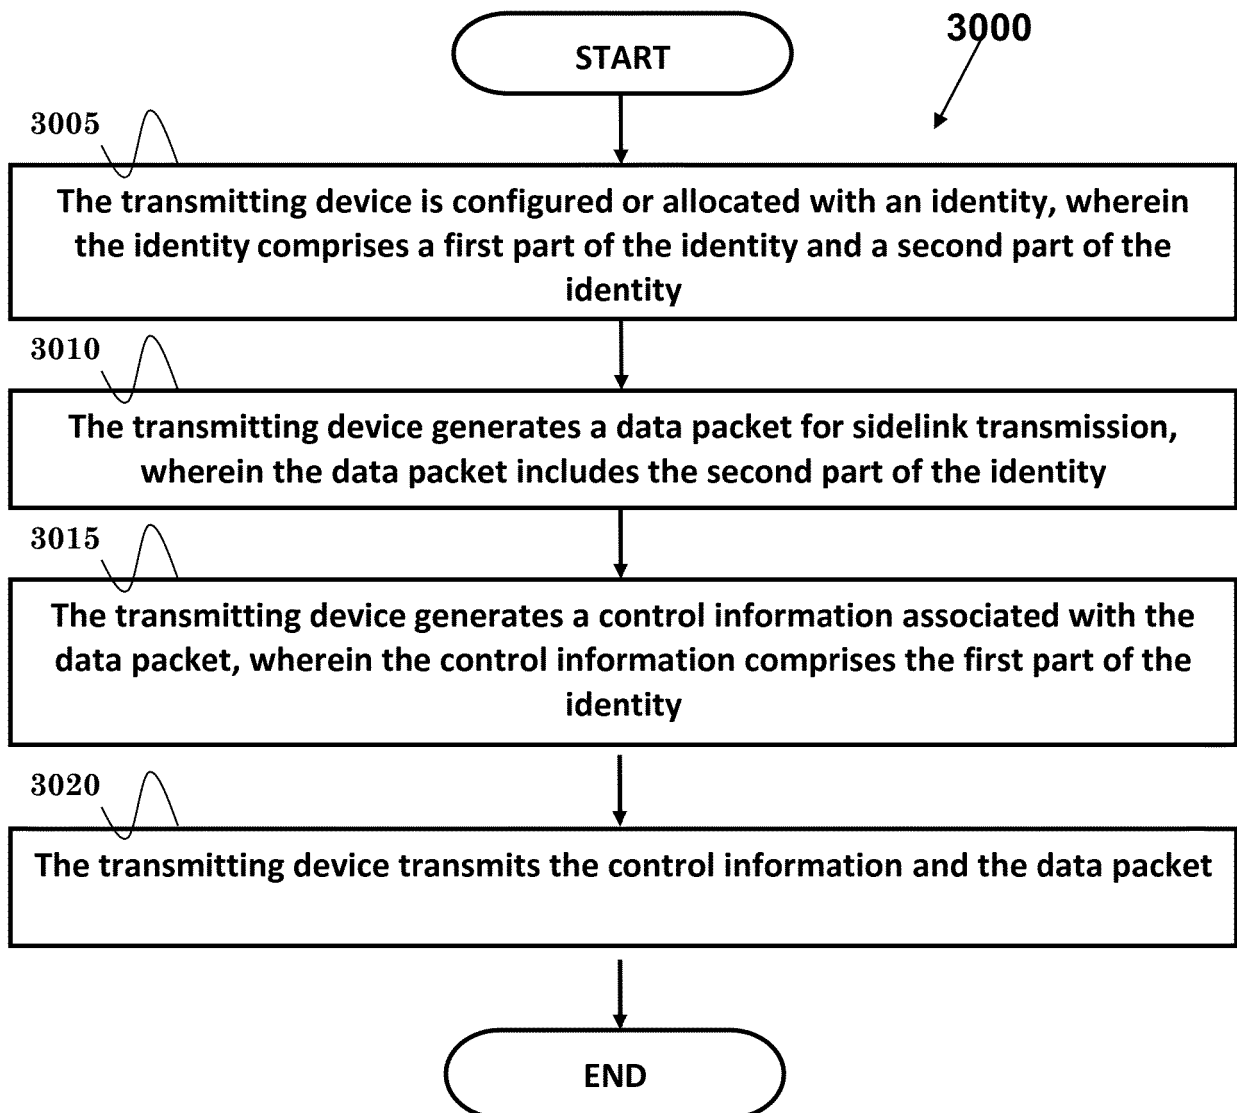 START
3000
3005
The transmitting device is configured or allocated with an identity, wherein
the identity comprises a first part of the identity and a second part of the
identity
3010
The transmitting device generates a data packet for sidelink transmission,
wherein the data packet includes the second part of the identity
3015
The transmitting device generates a control information associated with the
data packet, wherein the control information comprises the first part of the
identity
3020
The transmitting device transmits the control information and the data packet
END